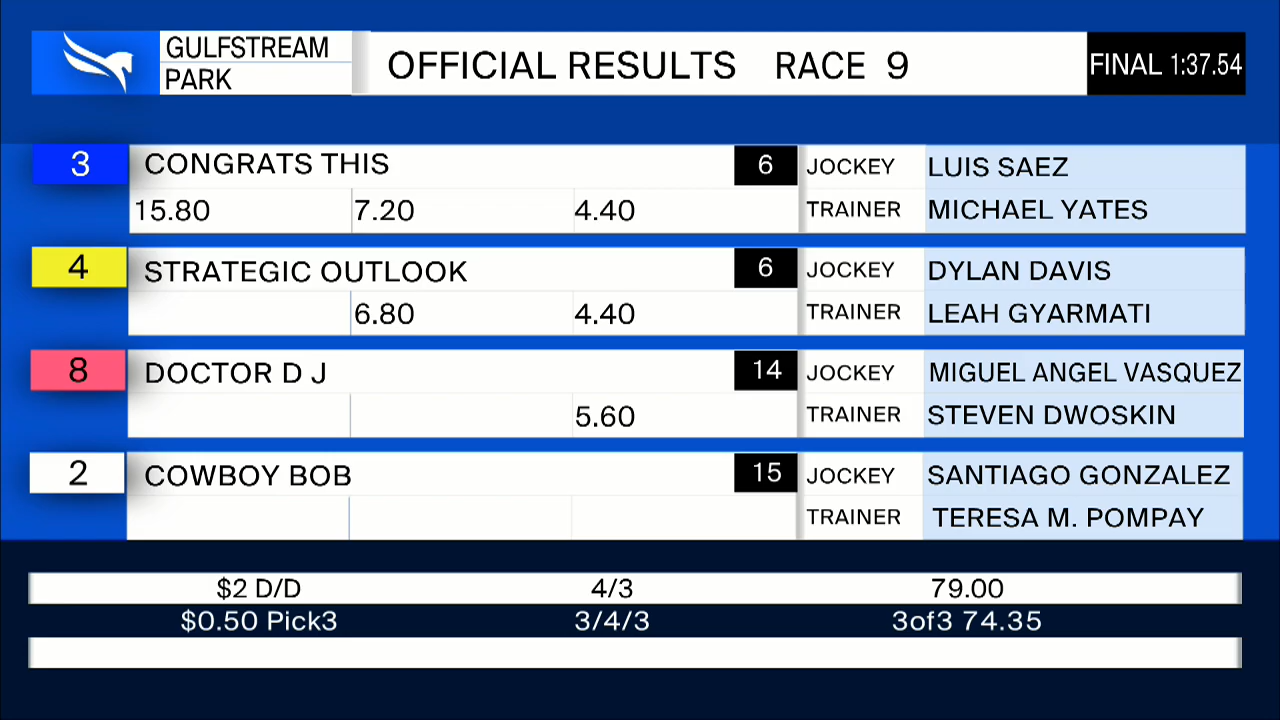 GULFSTREAM
PARK
OFFICIAL RESULTS RACE 9
FINAL 1:37.54
3 CONGRATS THIS 6 JOCKEY LUIS SAEZ
15.80 7.20 4.40 TRAINER MICHAEL YATES
4 STRATEGIC OUTLOOK 6 JOCKEY DYLAN DAVIS
6.80 4.40 TRAINER LEAH GYARMATI
8 DOCTOR D J 14 JOCKEY MIGUEL ANGEL VASQUEZ
5.60 TRAINER STEVEN DWOSKIN
2 COWBOY BOB 15 JOCKEY SANTIAGO GONZALEZ
TRAINER TERESA M. POMPAY
$2 D/D 4/3 79.00
$0.50 Pick3 3/4/3 3of3 74.35